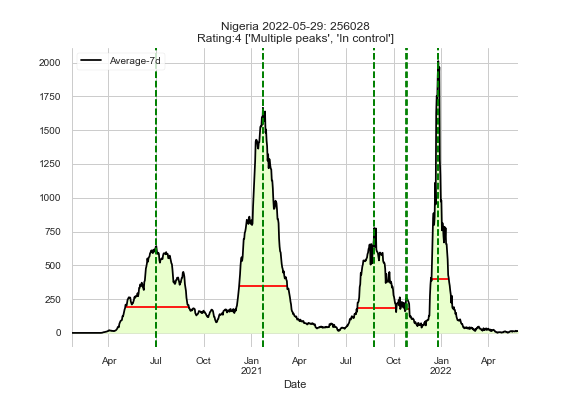 Nigeria 2022-05-29: 256028
Rating:4 ['Multiple peaks', 'In control']
Average-7d
2000
1750
1500
1250
1000
750
500
250
0
Apr Jul Oct Jan Apr Jul Oct Jan Apr
2021 2022
Date